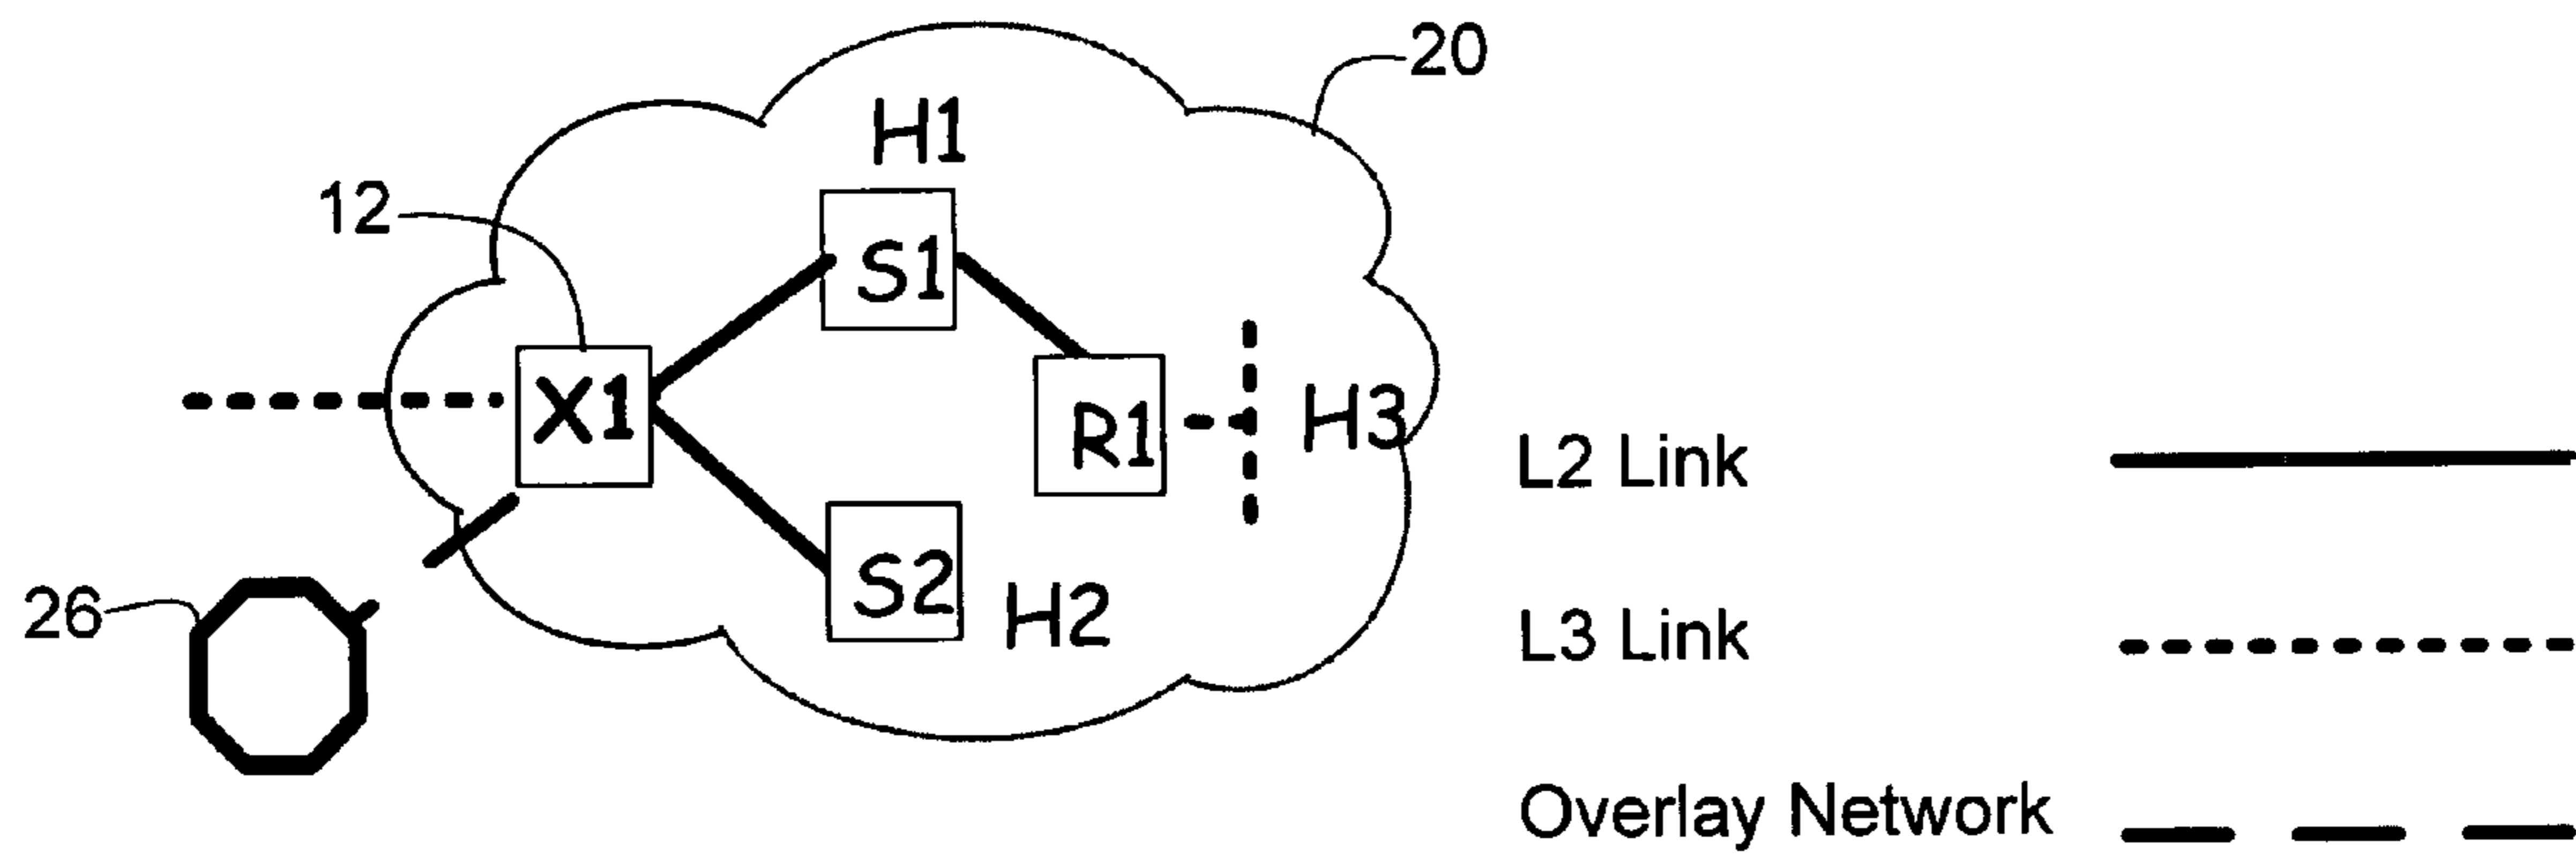 20
H1
12
S1
X1
R1
H3
L2 Link
26
S2
H2
L3 Link
Overlay Network